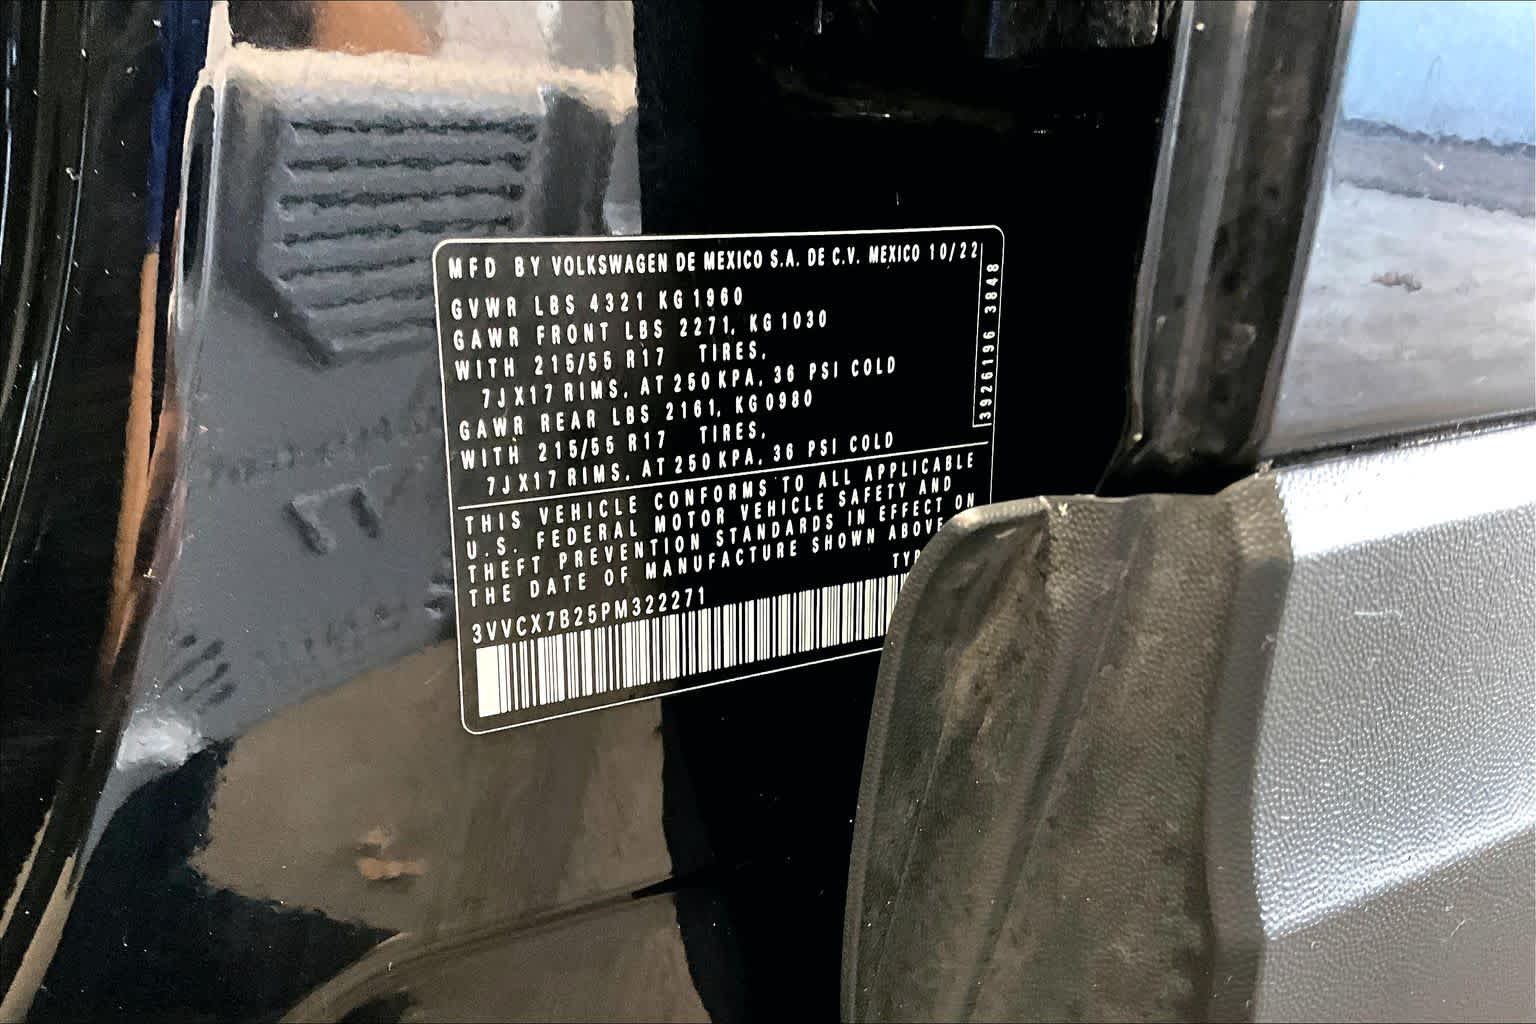 MFD BY VOLKSWAGEN DE MEXICO S.A. DE C.V. MEXICO 10/22
GVWR LBS 4321 KG 1960
GAWR FRONT LBS 2271, KG 1030
WITH 215/55 R17 TIRES,
7JX17 RIMS, AT 250 KPA, 36 PSI COLD
GAWR REAR LBS 2161, KG 0980
WITH 215/55 R17 TIRES,
7JX17 RIMS, AT 250 KPA, 36 PSI COLD
THIS VEHICLE CONFORMS TO ALL APPLICABLE
U.S. FEDERAL MOTOR VEHICLE SAFETY AND
THEFT PREVENTION STANDARDS IN EFFECT ON
THE DATE OF MANUFACTURE SHOWN ABOVE
TYP
3VVCX7B25PM322271
3926196 3848